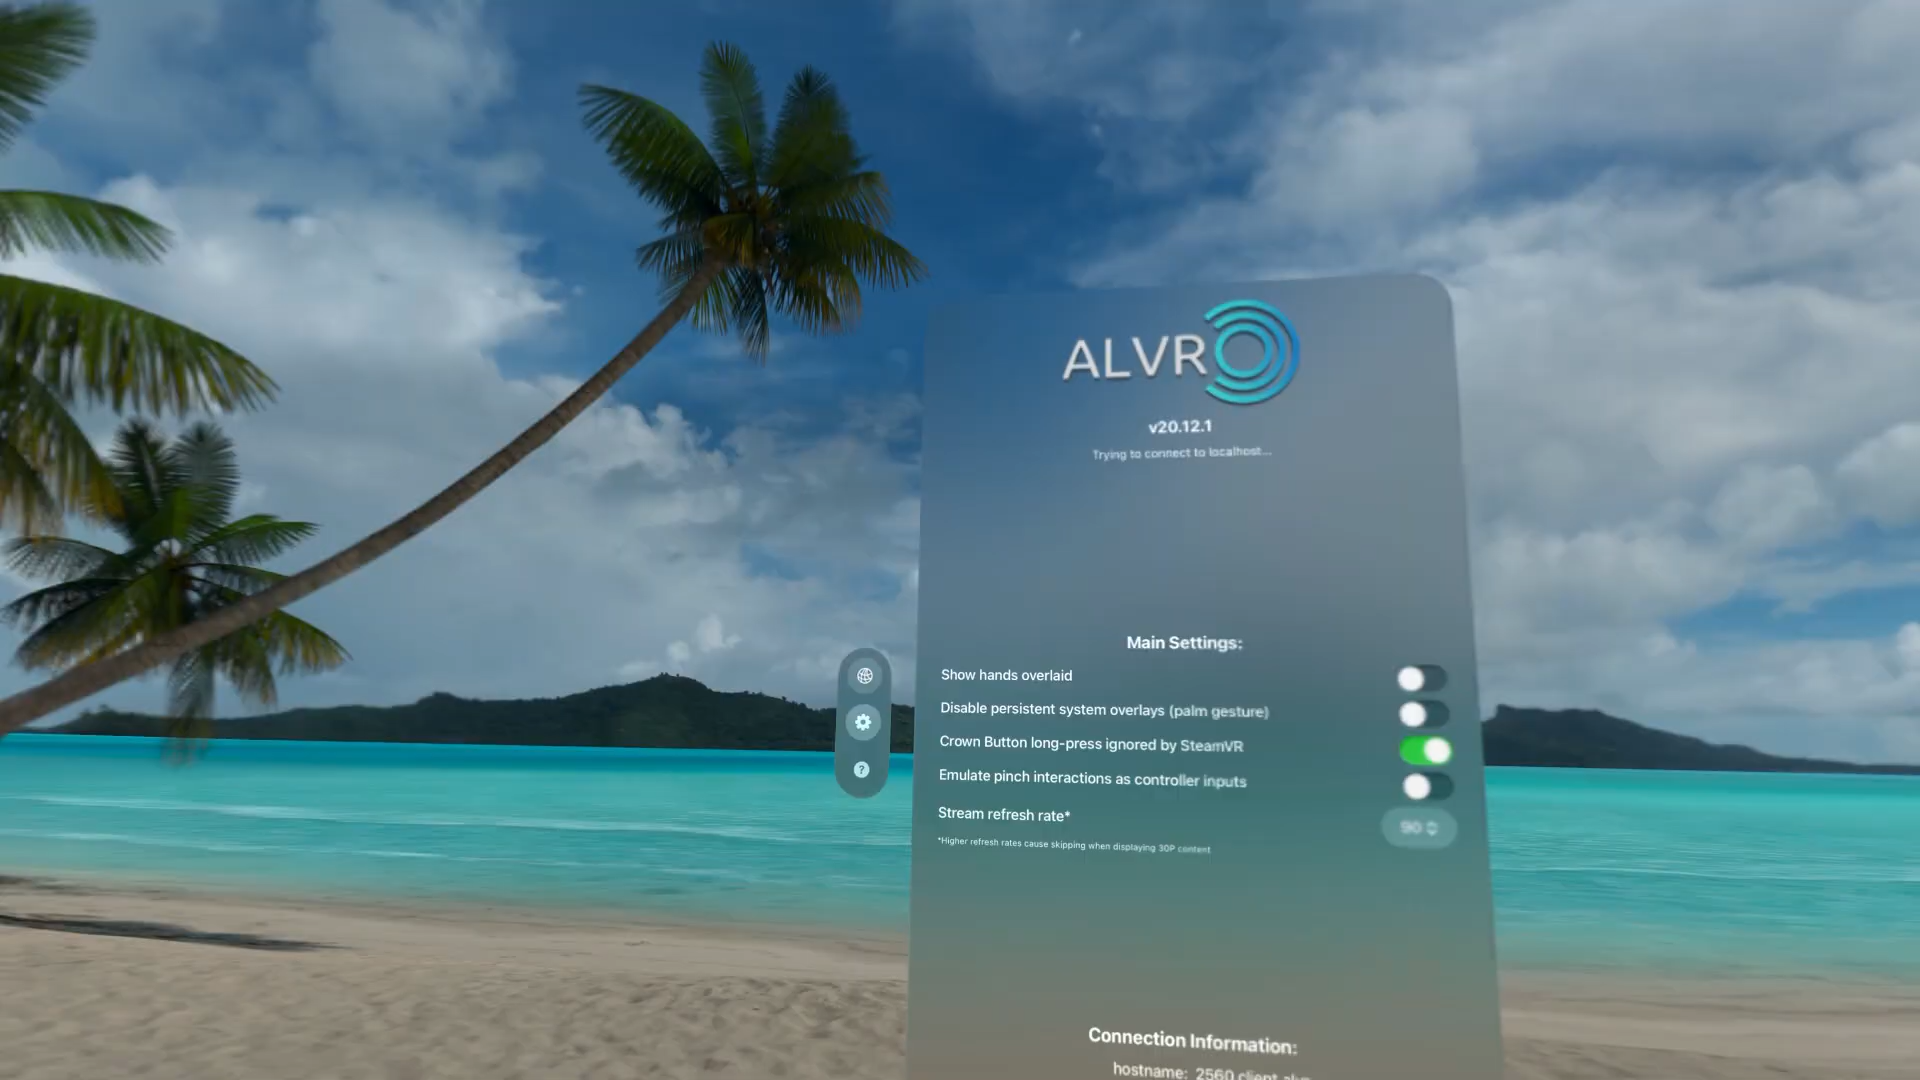 ALVR
v20.12.1
Trying to connect to localhost...
Main Settings:
Show hands overlaid
Disable persistent system overlays (palm gesture)
Crown Button long-press ignored by SteamVR
Emulate pinch interactions as controller inputs
Stream refresh rate*
90
*Higher refresh rates cause skipping when displaying 30P content
Connection Information:
hostname: 2560